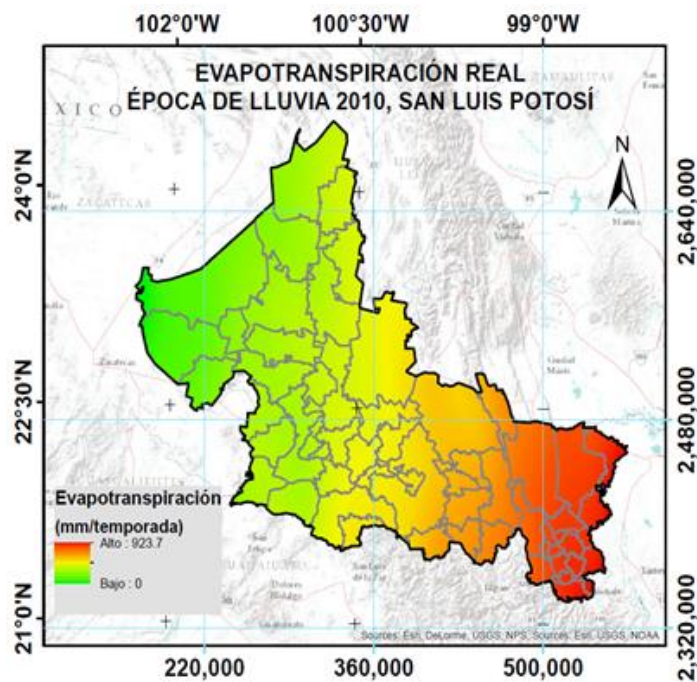 102°0'W 100°30'W 99°0'W
EVAPOTRANSPIRACIÓN REAL
ÉPOCA DE LLUVIA 2010, SAN LUIS POTOSÍ
N
24°0'N
22°30'N
21°0'N
2,640,000
2,480,000
2,320,000
Evapotranspiración
(mm/temporada)
Alto : 923.7
Bajo : 0
Sources: Esri, DeLorme, USGS, NPS, Sources: Esri, USGS, NOAA
220,000 360,000 500,000